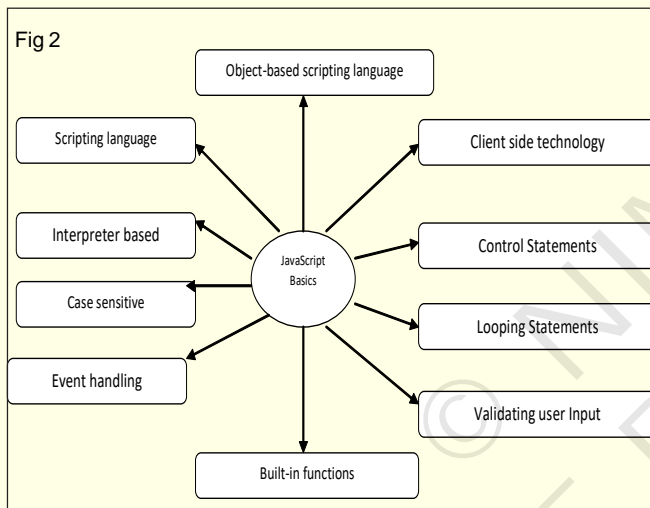 Fig 2
Object-based scripting language
Scripting language
Client side technology
Interpreter based
Control Statements
JavaScript
Basics
Case sensitive
Looping Statements
Event handling
Validating user Input
Built-in functions
© NIM